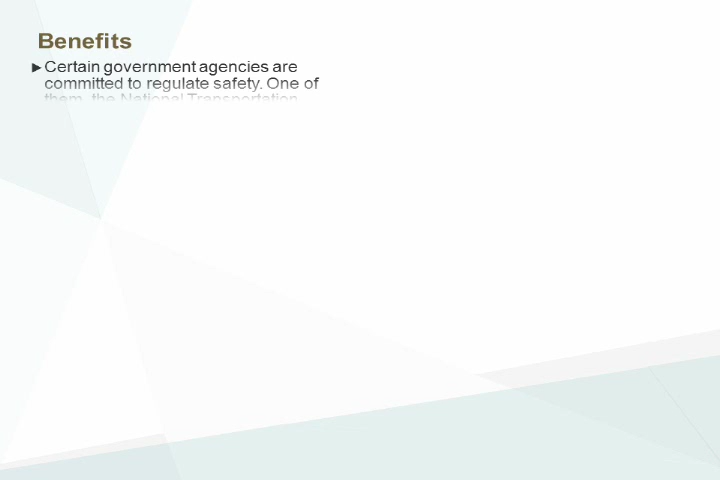 Benefits
►Certain government agencies are
committed to regulate safety. One of
them, the National Transportation